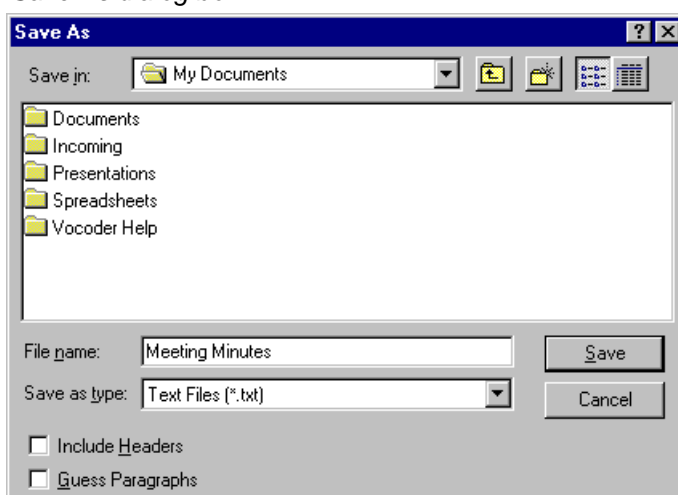 Save As
Save in: My Documents
Documents
Incoming
Presentations
Spreadsheets
Vocoder Help
File name: Meeting Minutes Save
Save as type: Text Files (*.txt) Cancel
Include Headers
Guess Paragraphs